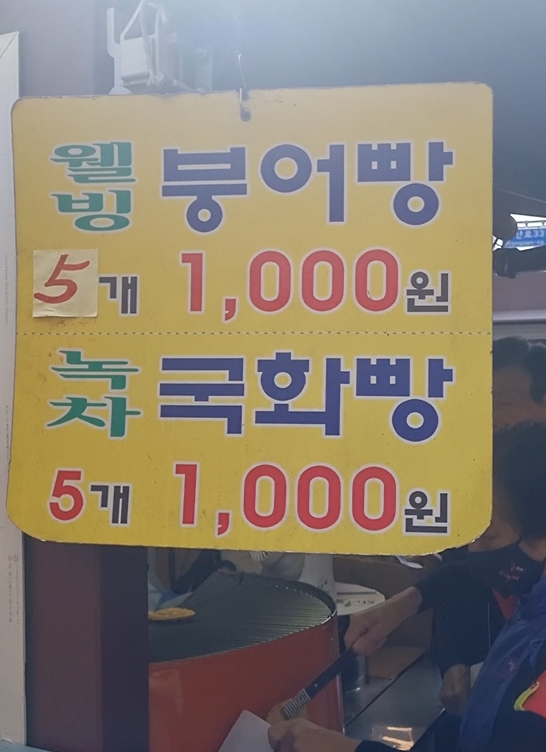 웰빙 붕어빵
5개 1,000원
녹차 국화빵
5개 1,000원